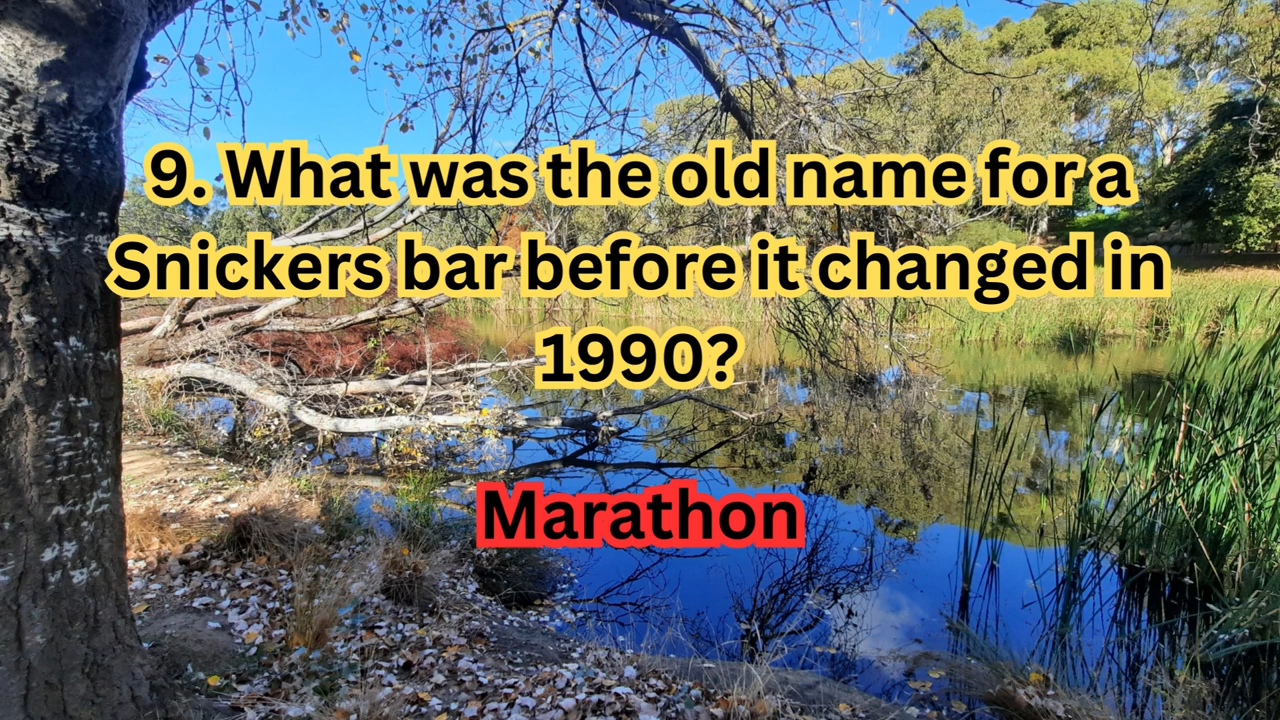 9. What was the old name for a
Snickers bar before it changed in
1990?
Marathon